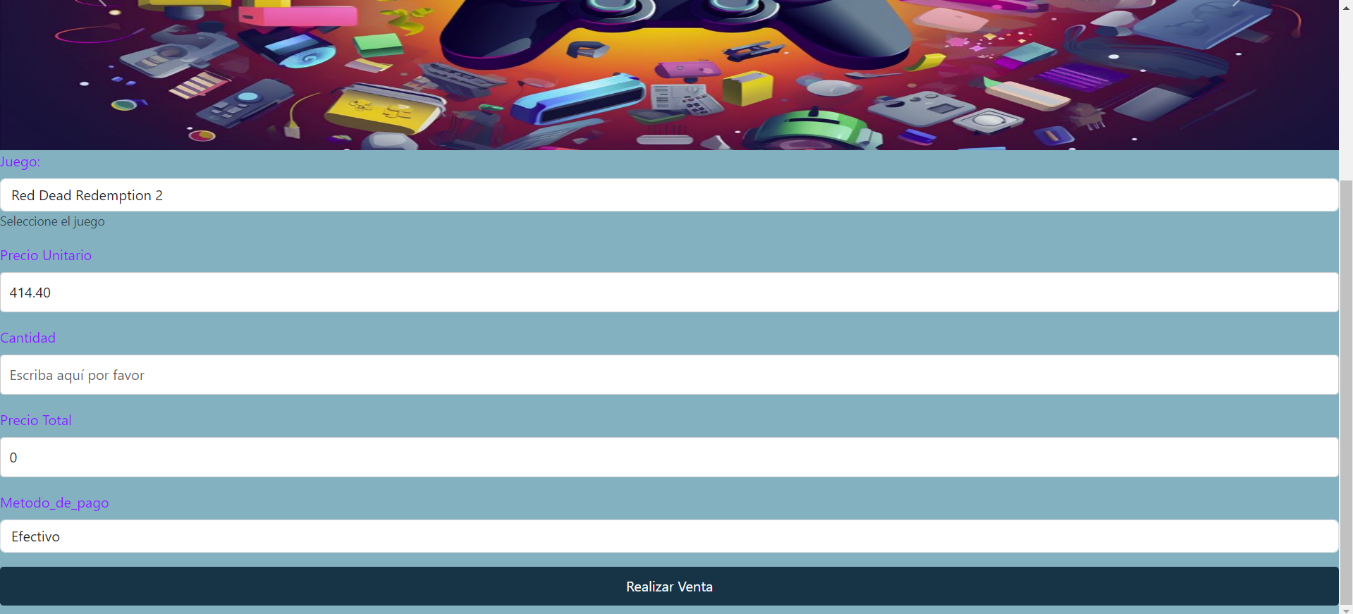 Juego:
Red Dead Redemption 2
Seleccione el juego
Precio Unitario
414.40
Cantidad
Escriba aquí por favor
Precio Total
0
Metodo_de_pago
Efectivo
Realizar Venta